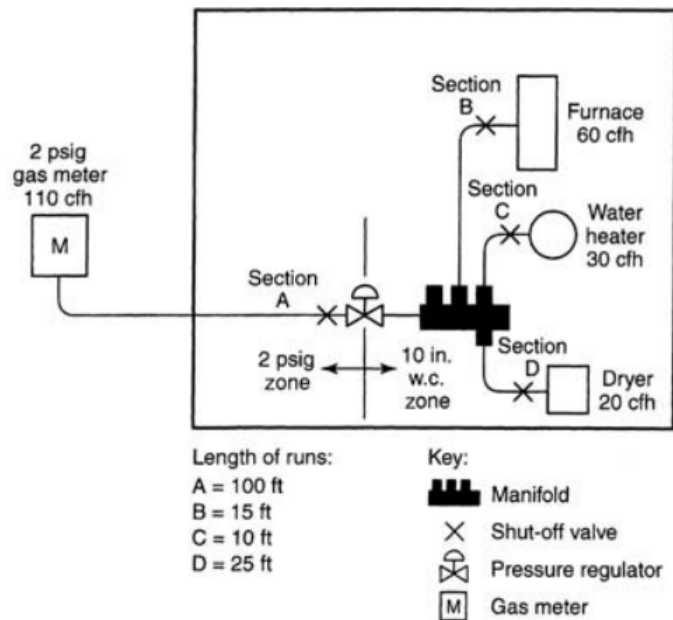 Section
B
Furnace
60 cfh
2 psig
gas meter
110 cfh
M
Section
C
Water
heater
30 cfh
Section
A
2 psig
zone
10 in.
w.c.
zone
Section
D
Dryer
20 cfh
Length of runs:
A = 100 ft
B = 15 ft
C = 10 ft
D = 25 ft
Key:
Manifold
Shut-off valve
Pressure regulator
M
Gas meter